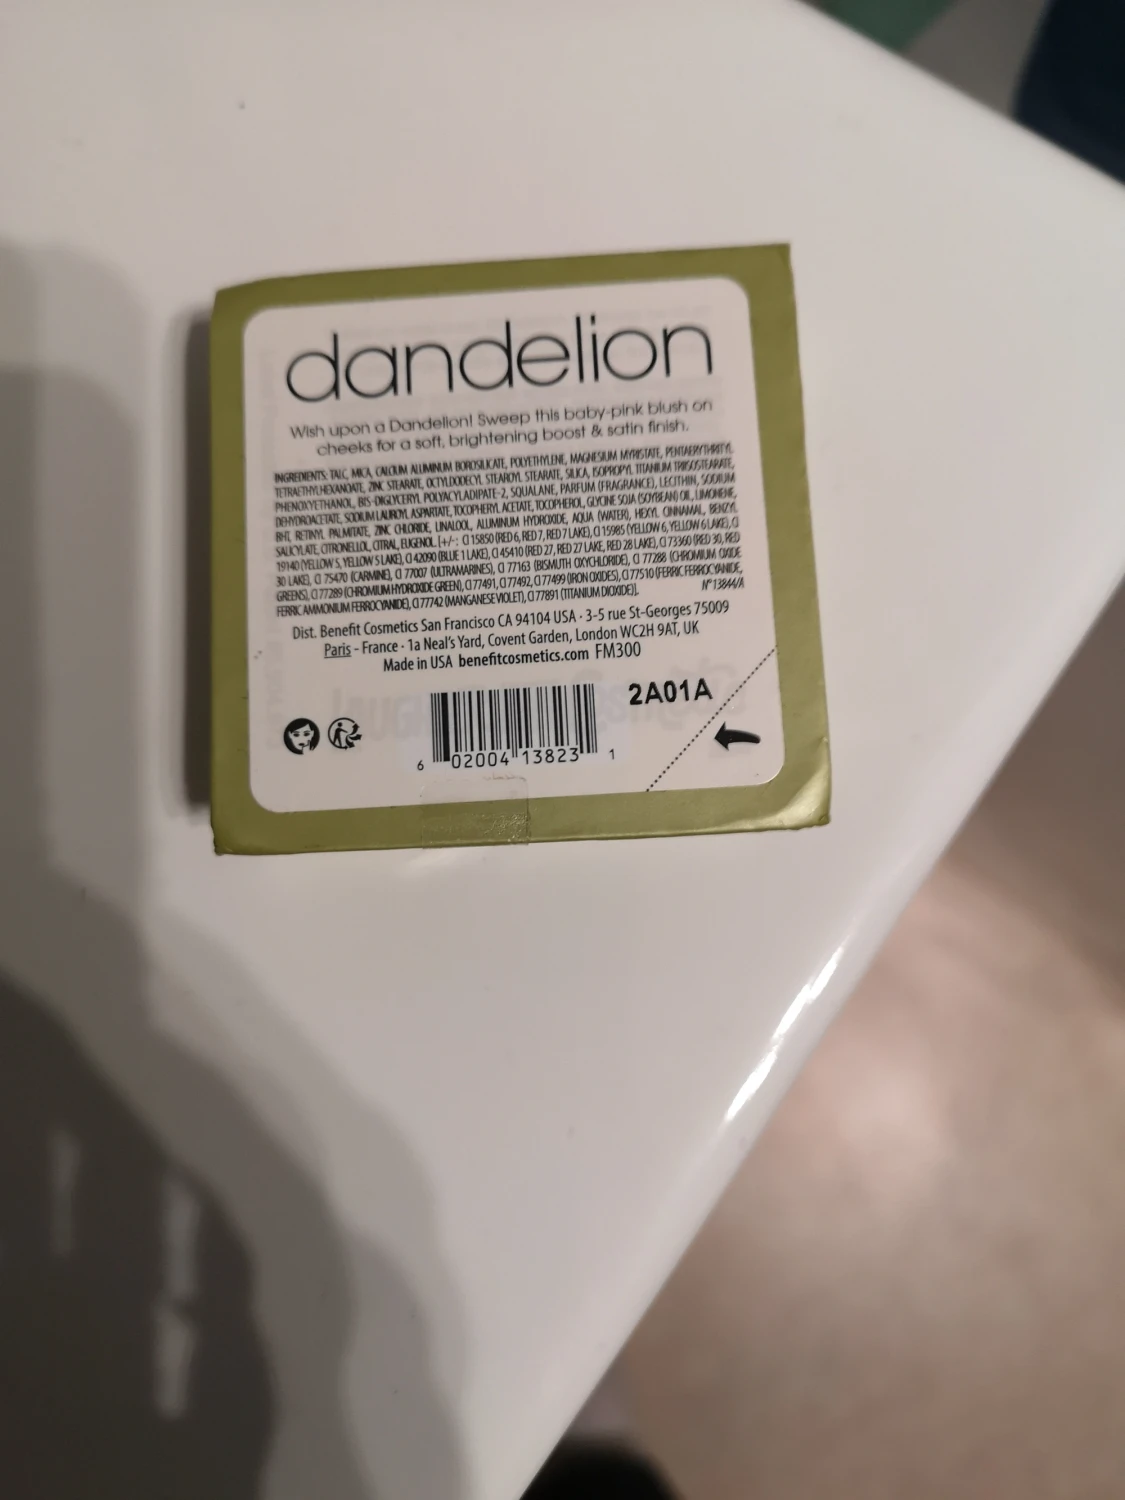 dandelion
Wish upon a Dandelion! Sweep this baby-pink blush on
cheeks for a soft, brightening boost & satin finish.
INGREDIENTS: TALC, MICA, CALCIUM ALUMINUM BOROSILICATE, POLYETHYLENE, MAGNESIUM MYRISTATE, PENTAERYTHRITYL
TETRAETHYLHEXANOATE, ZINC STEARATE, OCTYLDODECYL STEAROYL STEARATE, SILICA, ISOPROPYL TITANIUM TRIISOSTEARATE,
PHENOXYETHANOL, BIS-DIGLYCERYL POLYACYLADIPATE-2, SQUALANE, PARFUM (FRAGRANCE), LECITHIN, SODIUM
DEHYDROACETATE, SODIUM LAUROYL ASPARTATE, TOCOPHERYL ACETATE, TOCOPHEROL, GLYCINE SOJA (SOYBEAN) OIL, LIMONENE,
BHT, RETINYL PALMITATE, ZINC CHLORIDE, LINALOOL, ALUMINUM HYDROXIDE, AQUA (WATER), HEXYL CINNAMAL, BENZYL
SALICYLATE, CITRONELLOL, CITRAL, EUGENOL. [+/-: CI 15850 (RED 6, RED 7, RED 7 LAKE), CI 15985 (YELLOW 6, YELLOW 6 LAKE), CI
19140 (YELLOW 5, YELLOW 5 LAKE), CI 42090 (BLUE 1 LAKE), CI 45410 (RED 27, RED 27 LAKE, RED 28 LAKE), CI 73360 (RED 30, RED
30 LAKE), CI 75470 (CARMINE), CI 77007 (ULTRAMARINES), CI 77163 (BISMUTH OXYCHLORIDE), CI 77288 (CHROMIUM OXIDE
GREENS), CI 77289 (CHROMIUM HYDROXIDE GREEN), CI 77491, CI 77492, CI 77499 (IRON OXIDES), CI 77510 (FERRIC FERROCYANIDE,
FERRIC AMMONIUM FERROCYANIDE), CI 77742 (MANGANESE VIOLET), CI 77891 (TITANIUM DIOXIDE)]. N° 13844/A
Dist. Benefit Cosmetics San Francisco CA 94104 USA · 3-5 rue St-Georges 75009
Paris - France · 1a Neal's Yard, Covent Garden, London WC2H 9AT, UK
Made in USA benefitcosmetics.com FM300
2A01A
6 02004 13823 1